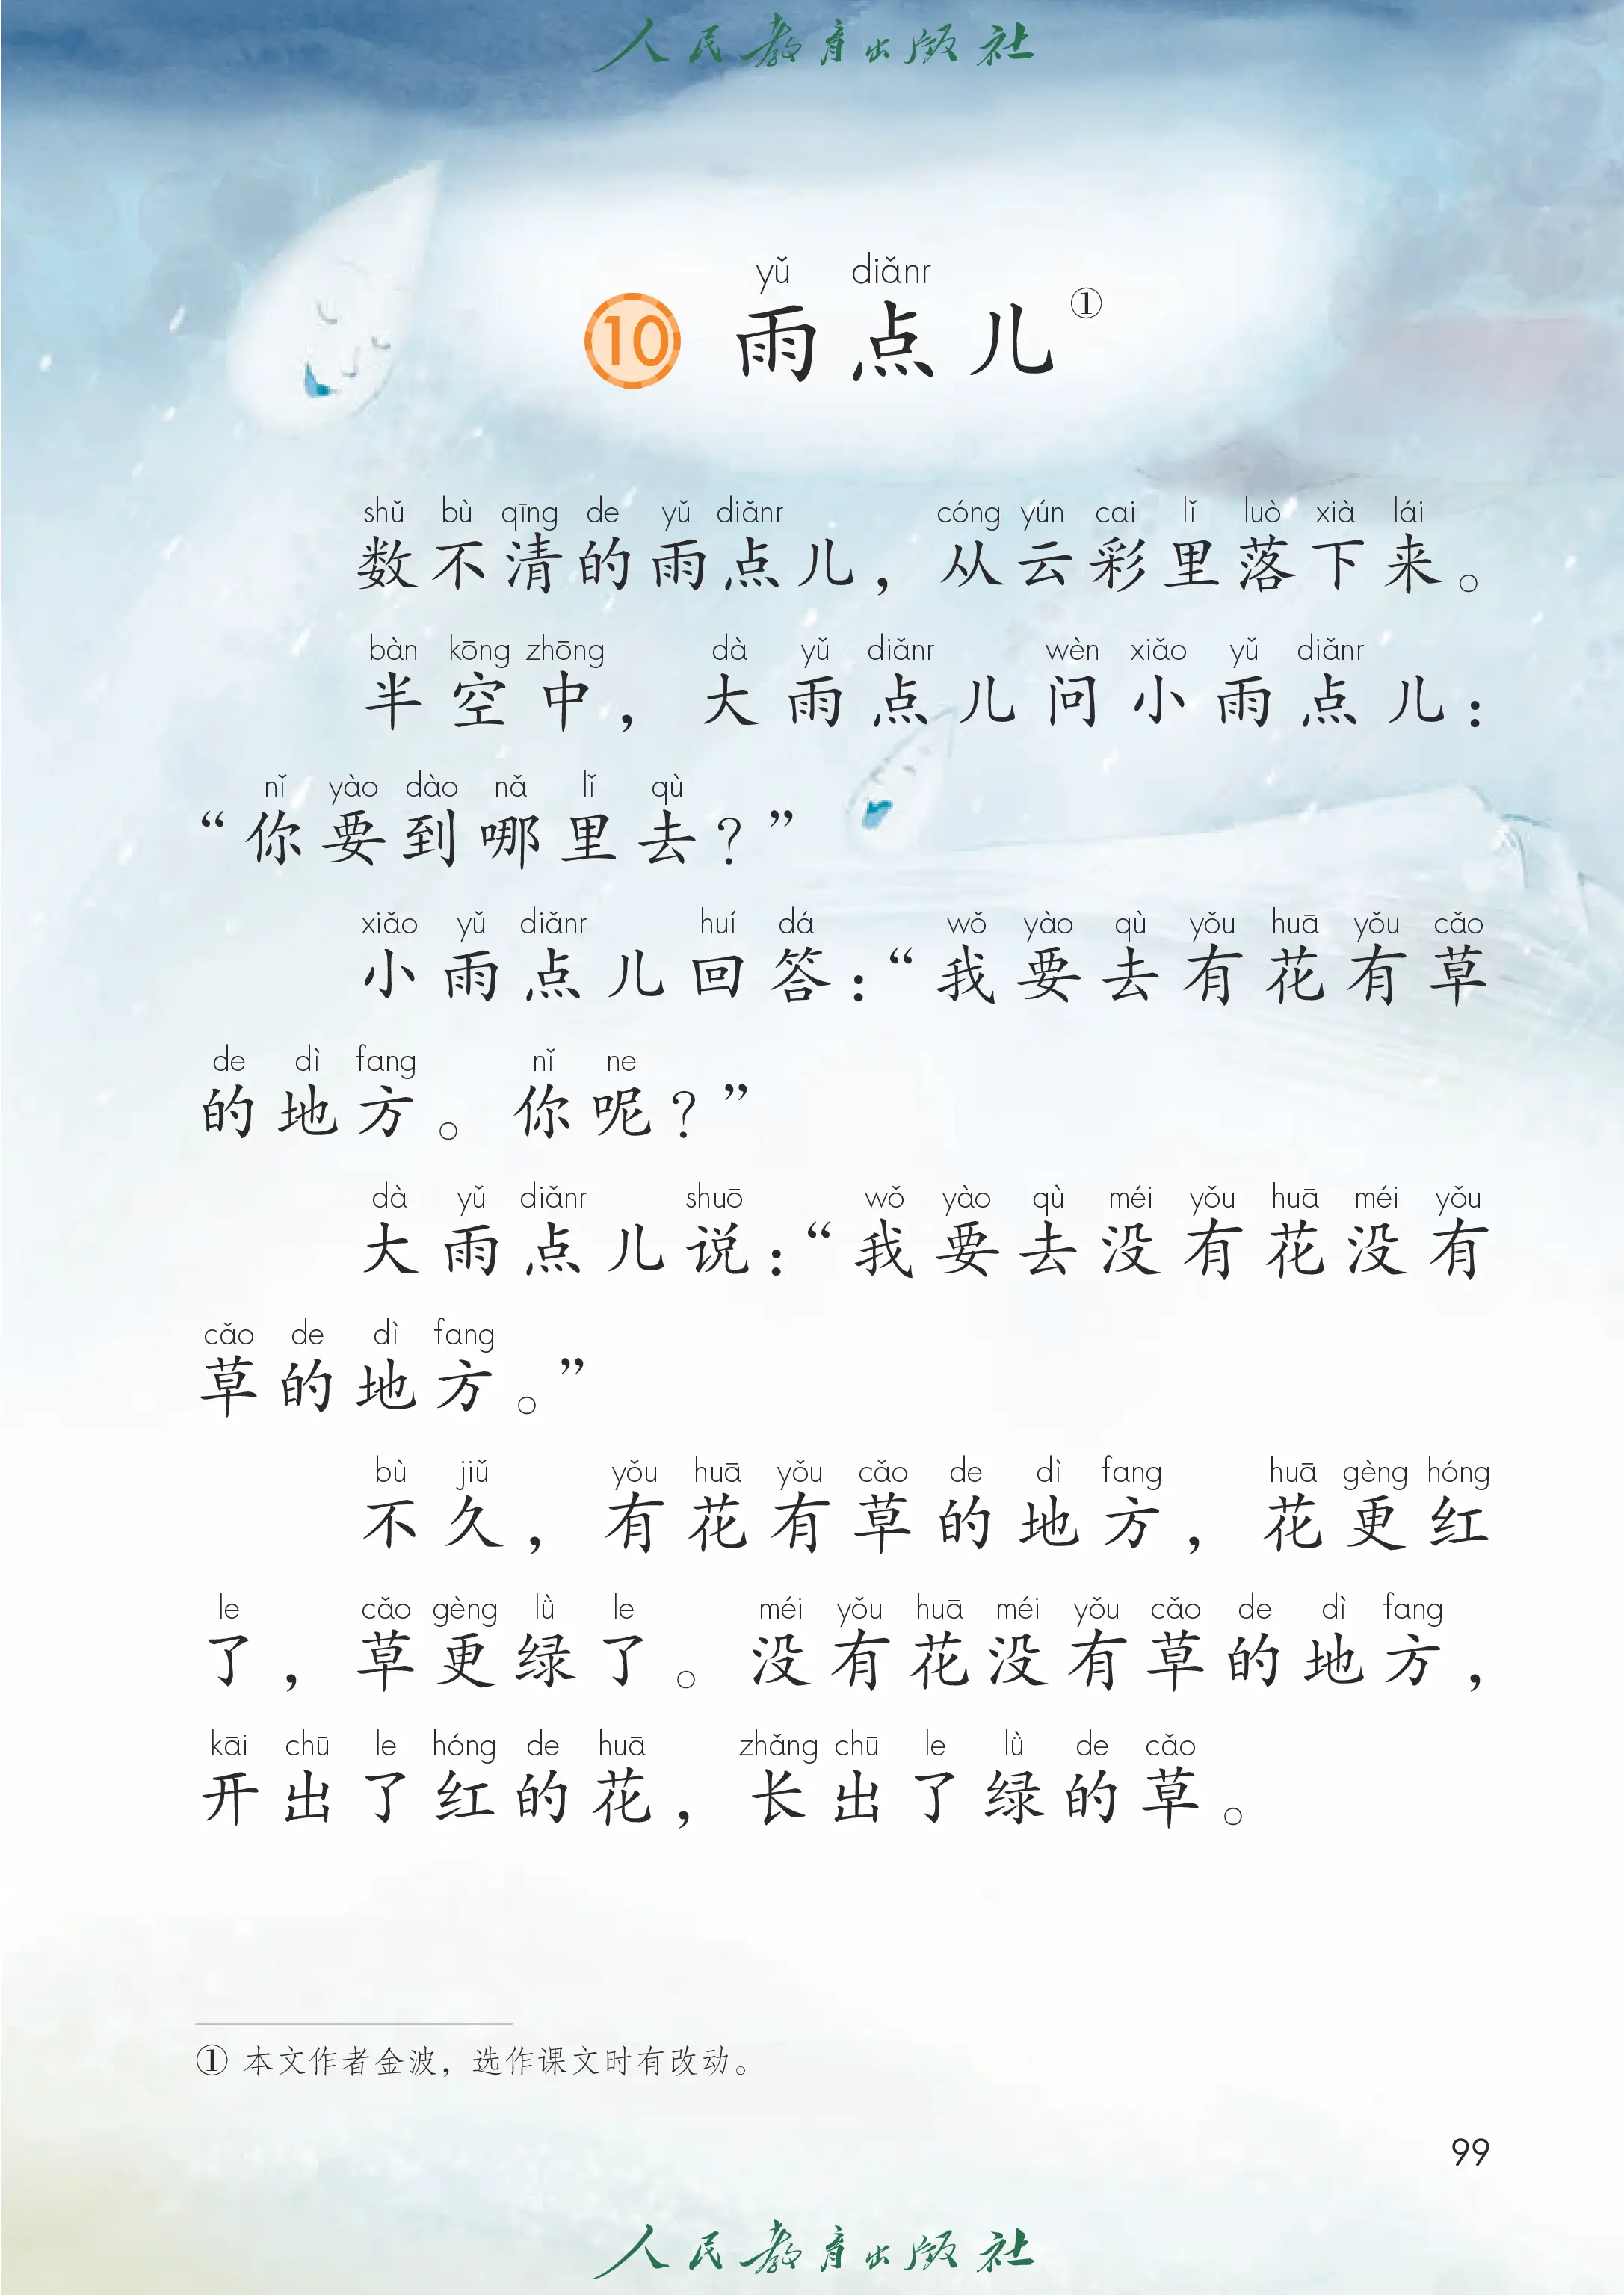 人民教育出版社
yǔ diǎnr
10 雨点儿①
shǔ bù qīng de yǔ diǎnr cóng yún cai lǐ luò xià lái
数不清的雨点儿，从云彩里落下来。
bàn kōng zhōng dà yǔ diǎnr wèn xiǎo yǔ diǎnr
半空中，大雨点儿问小雨点儿：
nǐ yào dào nǎ lǐ qù
“你要到哪里去？”
xiǎo yǔ diǎnr huí dá wǒ yào qù yǒu huā yǒu cǎo
小雨点儿回答：“我要去有花有草
de dì fang nǐ ne
的地方。你呢？”
dà yǔ diǎnr shuō wǒ yào qù méi yǒu huā méi yǒu
大雨点儿说：“我要去没有花没有
cǎo de dì fang
草的地方。”
bù jiǔ yǒu huā yǒu cǎo de dì fang huā gèng hóng
不久，有花有草的地方，花更红
le cǎo gèng lǜ le méi yǒu huā méi yǒu cǎo de dì fang
了，草更绿了。没有花没有草的地方，
kāi chū le hóng de huā zhǎng chū le lǜ de cǎo
开出了红的花，长出了绿的草。
① 本文作者金波，选作课文时有改动。
99
人民教育出版社